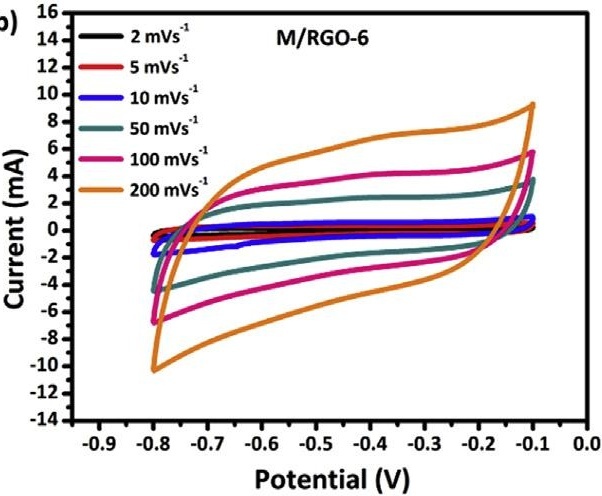 b)
M/RGO-6
2 mVs⁻¹
5 mVs⁻¹
10 mVs⁻¹
50 mVs⁻¹
100 mVs⁻¹
200 mVs⁻¹
Current (mA)
16
14
12
10
8
6
4
2
0
-2
-4
-6
-8
-10
-12
-14
-0.9 -0.8 -0.7 -0.6 -0.5 -0.4 -0.3 -0.2 -0.1 0.0
Potential (V)